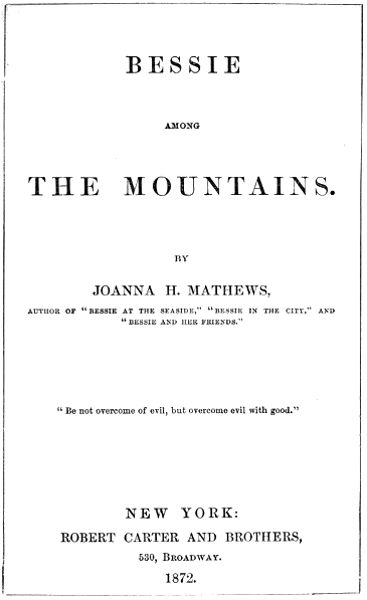 BESSIE
AMONG
THE MOUNTAINS.
BY
JOANNA H. MATHEWS,
AUTHOR OF "BESSIE AT THE SEASIDE," "BESSIE IN THE CITY," AND
"BESSIE AND HER FRIENDS."
"Be not overcome of evil, but overcome evil with good."
NEW YORK:
ROBERT CARTER AND BROTHERS,
530, BROADWAY.
1872.